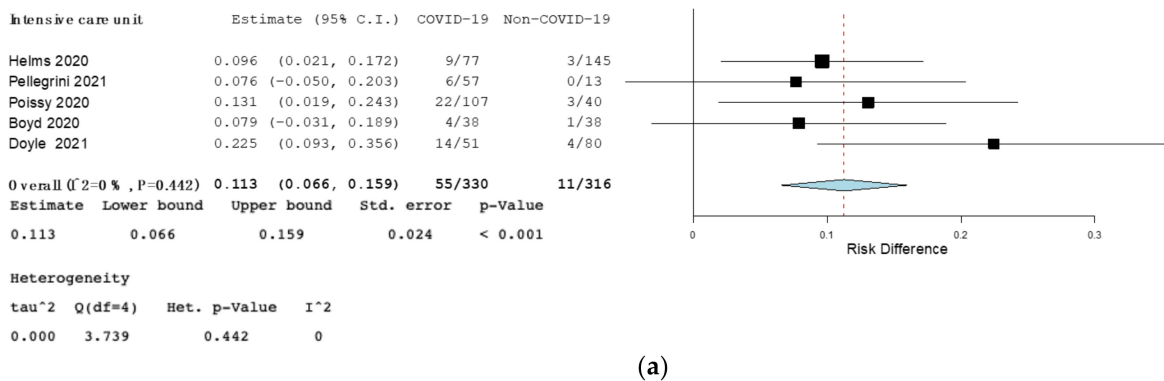 Intensive care unit Estimate (95% C.I.) COVID-19 Non-COVID-19
Helms 2020 0.096 (0.021, 0.172) 9/77 3/145
Pellegrini 2021 0.076 (−0.050, 0.203) 6/57 0/13
Poissy 2020 0.131 (0.019, 0.243) 22/107 3/40
Boyd 2020 0.079 (−0.031, 0.189) 4/38 1/38
Doyle 2021 0.225 (0.093, 0.356) 14/51 4/80
Overall (I^2=0 % , P=0.442) 0.113 (0.066, 0.159) 55/330 11/316
Estimate Lower bound Upper bound Std. error p-Value
0.113 0.066 0.159 0.024 < 0.001
Heterogeneity
tau^2 Q(df=4) Het. p-Value I^2
0.000 3.739 0.442 0
0 0.1 0.2 0.3
Risk Difference
(a)